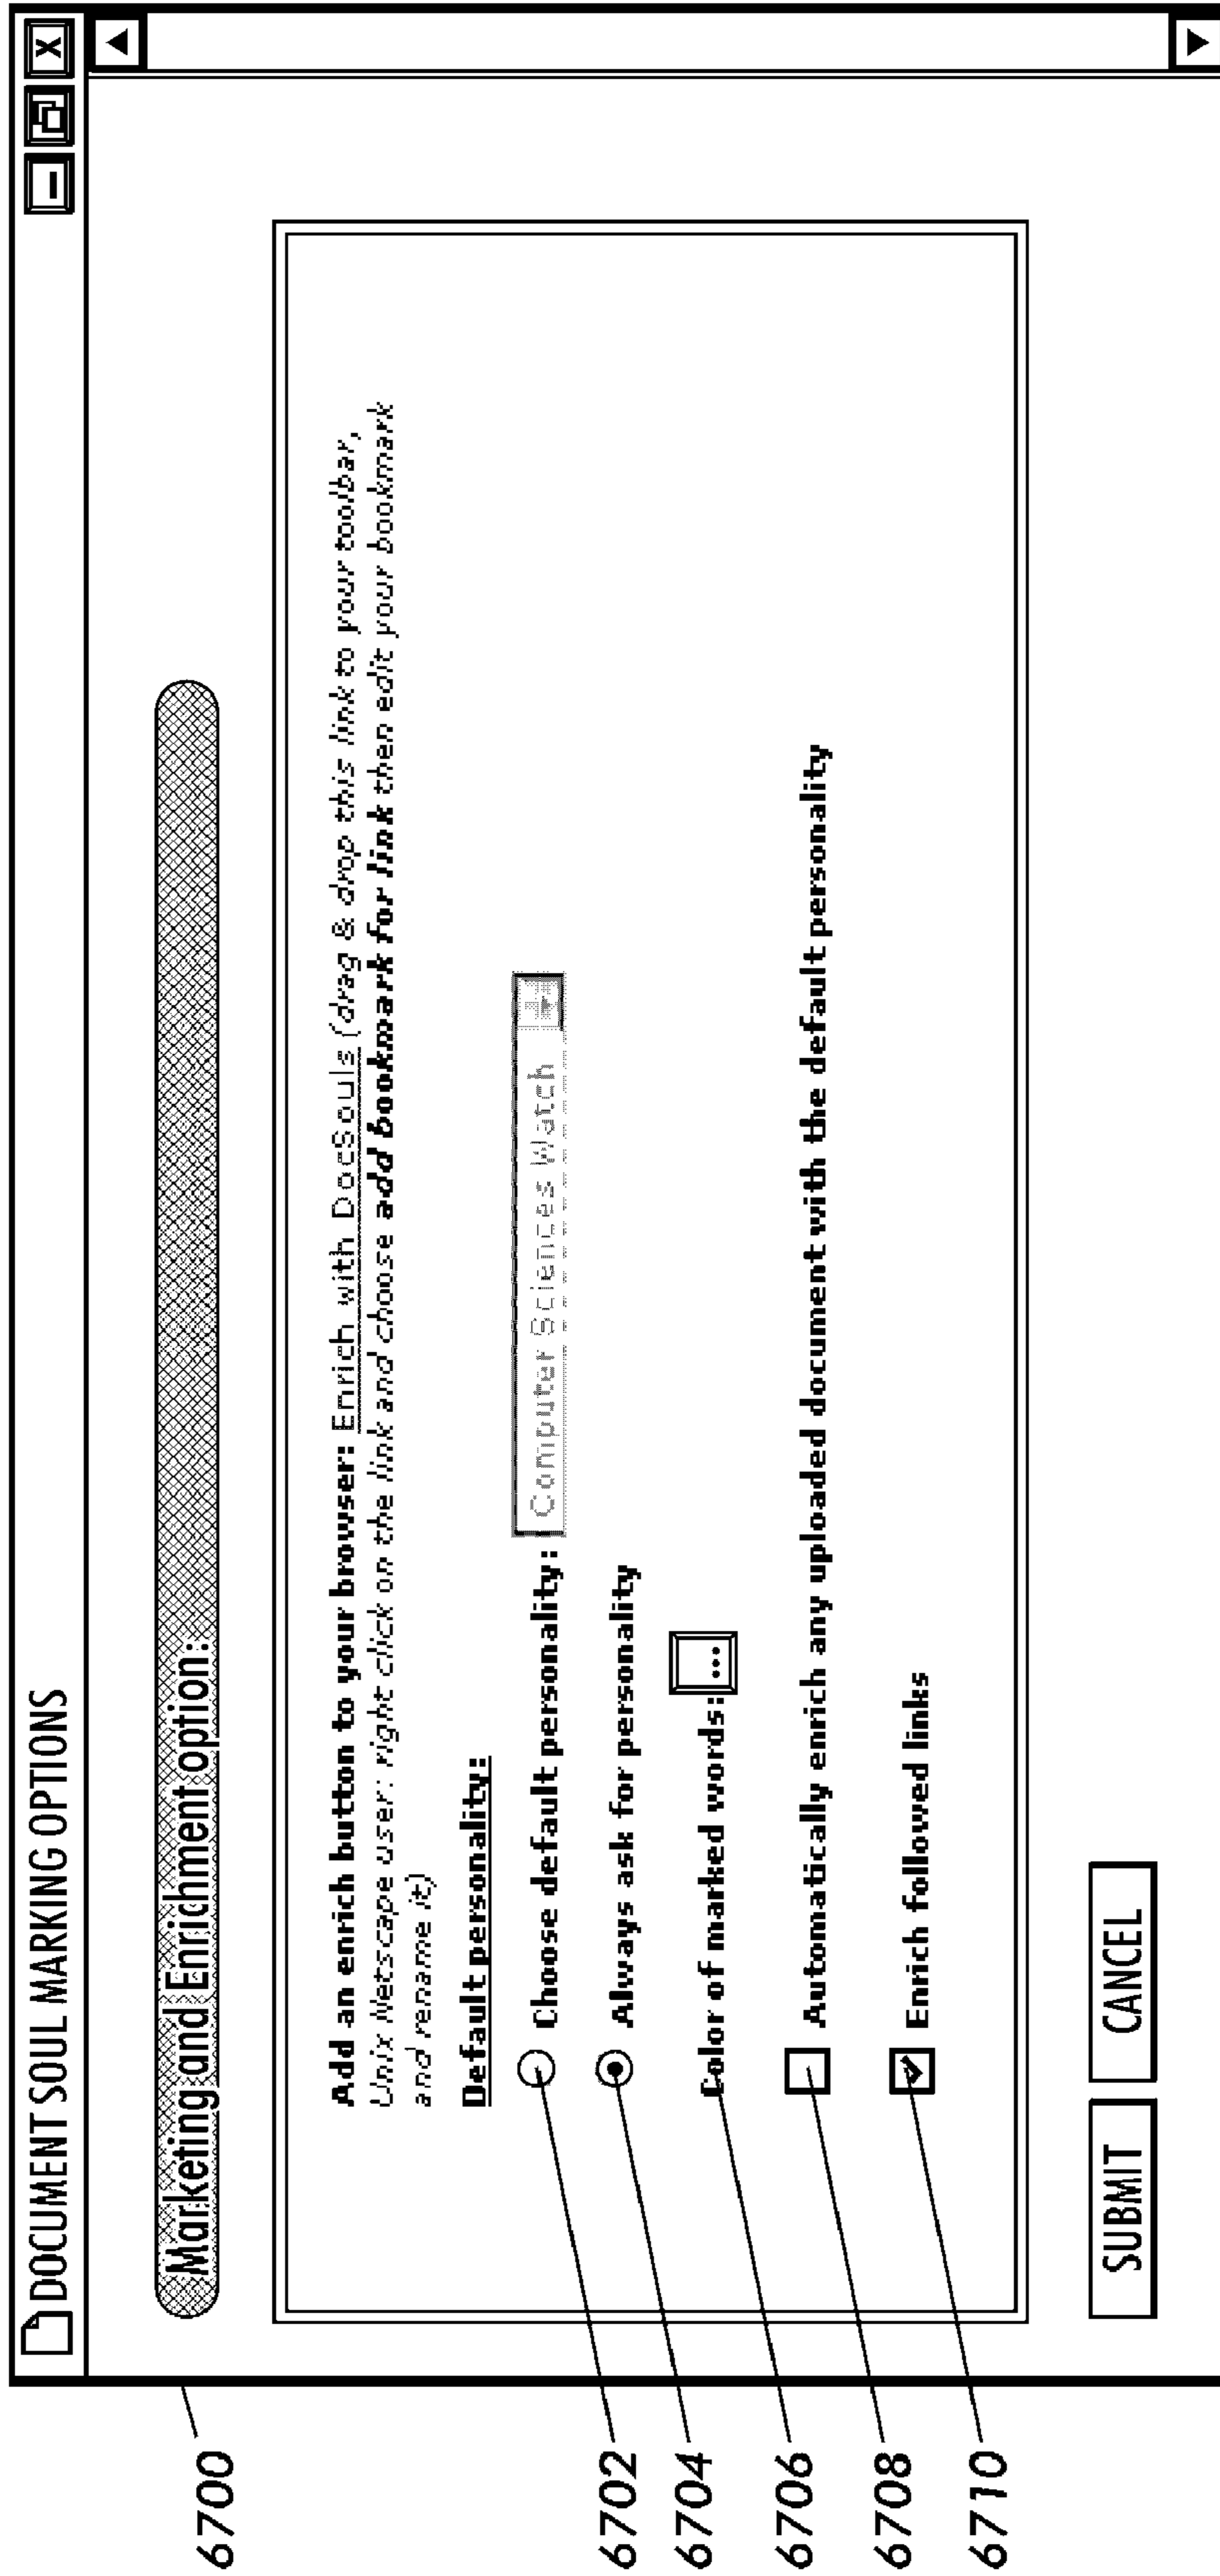 DOCUMENT SOUL MARKING OPTIONS
X
Marketing and Enrichment option:
Add an enrich button to your browser: Enrich with DocSouls (drag & drop this link to your toolbar,
Unix Netscape user: right click on the link and choose add bookmark for link then edit your bookmark
and rename it)
Default personality:
Choose default personality: Computer Sciences Watch
Always ask for personality
Color of marked words: ...
Automatically enrich any uploaded document with the default personality
Enrich followed links
SUBMIT CANCEL
6700
6702
6704
6706
6708
6710